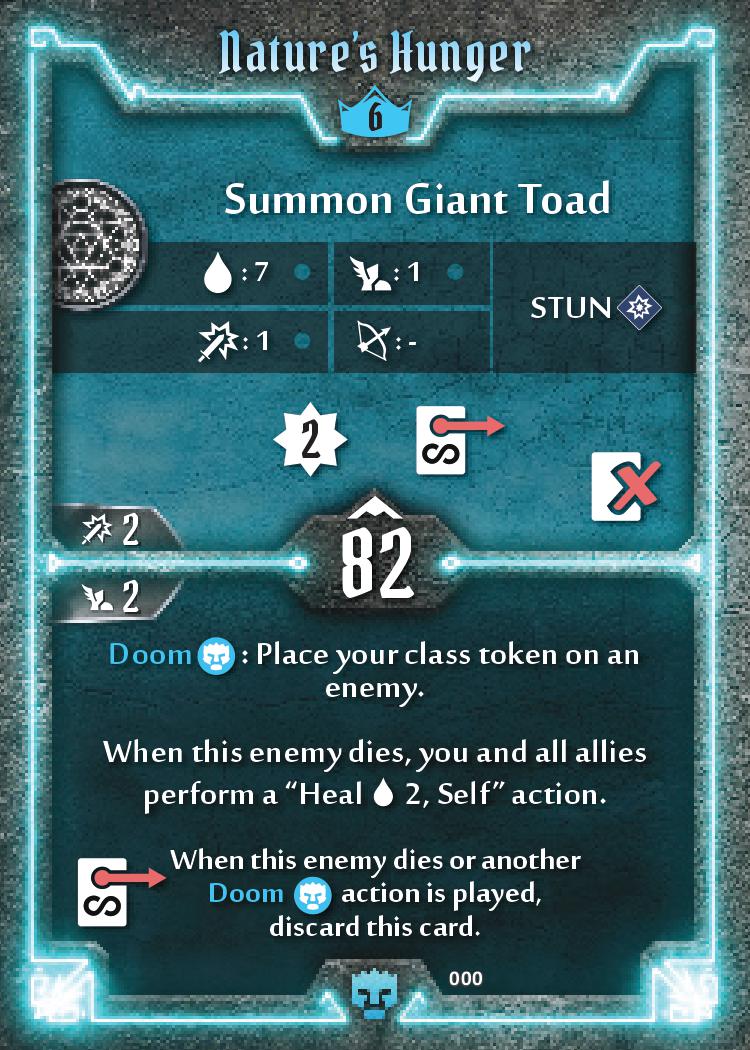 Nature's Hunger
6
Summon Giant Toad
: 7
: 1
STUN
: 1
: -
2
2
82
2
Doom : Place your class token on an
enemy.
When this enemy dies, you and all allies
perform a “Heal 2, Self” action.
When this enemy dies or another
Doom action is played,
discard this card.
000